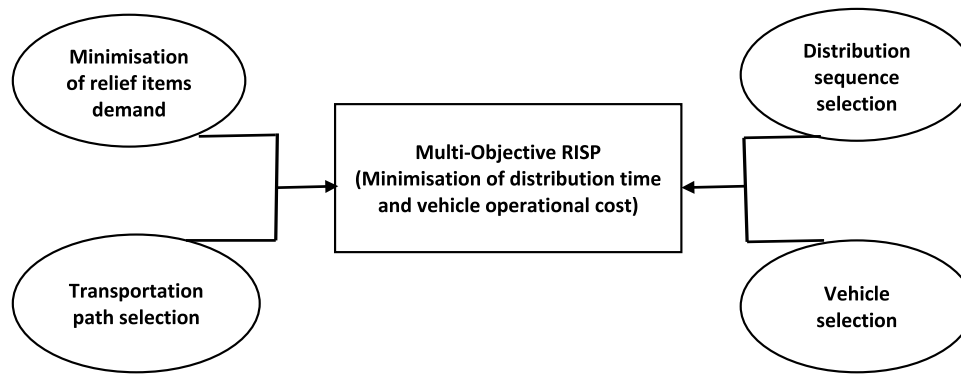 Minimisation
of relief items
demand
Distribution
sequence
selection
Multi-Objective RISP
(Minimisation of distribution time
and vehicle operational cost)
Transportation
path selection
Vehicle
selection